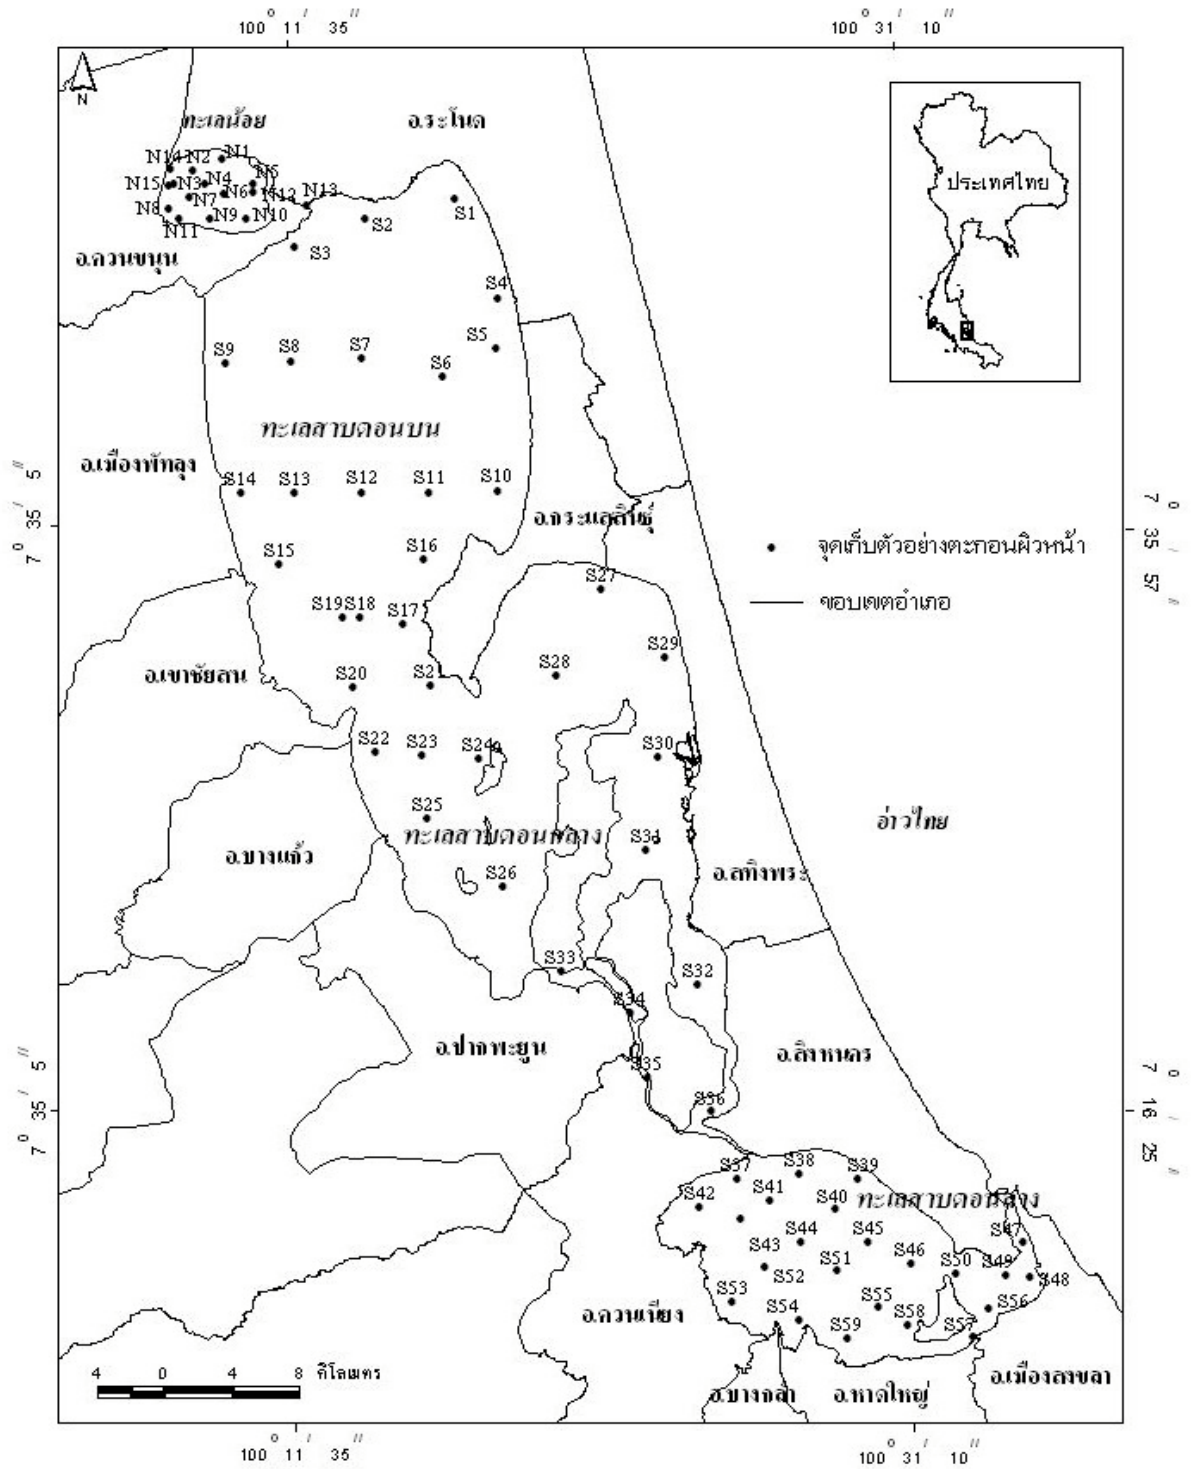 100° 11′ 35″
100° 31′ 10″
N
ทะเลน้อย
อ.ระโนด
ประเทศไทย
N14
N2
N1
N15
N3
N4
N5
N6
N7
N12
N13
N8
N11
N9
N10
S1
S2
S3
อ.ควนขนุน
S4
S5
S6
S7
S8
S9
ทะเลสาบตอนบน
อ.เมืองพัทลุง
S14
S13
S12
S11
S10
7° 35′ 5″
7° 35′ 57″
อ.กระแสสินธุ์
จุดเก็บตัวอย่างตะกอนผิวหน้า
ขอบเขตอำเภอ
S15
S16
S27
S19
S18
S17
S29
S28
อ.เขาชัยสน
S20
S21
S22
S23
S24
S30
S25
ทะเลสาบตอนกลาง
อ่าวไทย
อ.บางแก้ว
S31
อ.สทิงพระ
S26
S33
S32
S34
อ.ปากพะยูน
อ.สิงหนคร
7° 35′ 5″
7° 16′ 25″
S35
S36
S37
S38
S39
S42
S41
S40
ทะเลสาบตอนล่าง
S43
S44
S45
S47
S52
S51
S46
S50
S49
S48
S53
S54
S55
S56
S59
S58
S57
อ.ควนเนียง
4 0 4 8 กิโลเมตร
อ.บางกล่ำ
อ.หาดใหญ่
อ.เมืองสงขลา
100° 11′ 35″
100° 31′ 10″